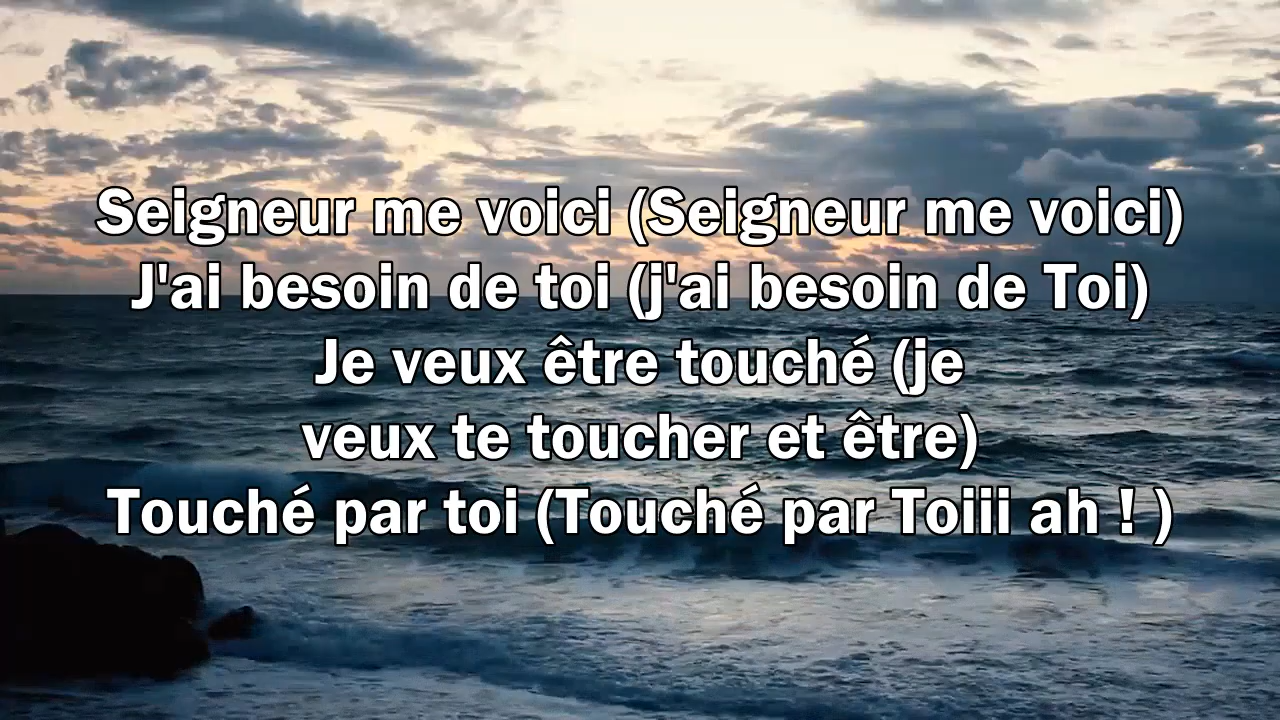 Seigneur me voici (Seigneur me voici)
J'ai besoin de toi (j'ai besoin de Toi)
Je veux être touché (je
veux te toucher et être)
Touché par toi (Touché par Toiii ah ! )